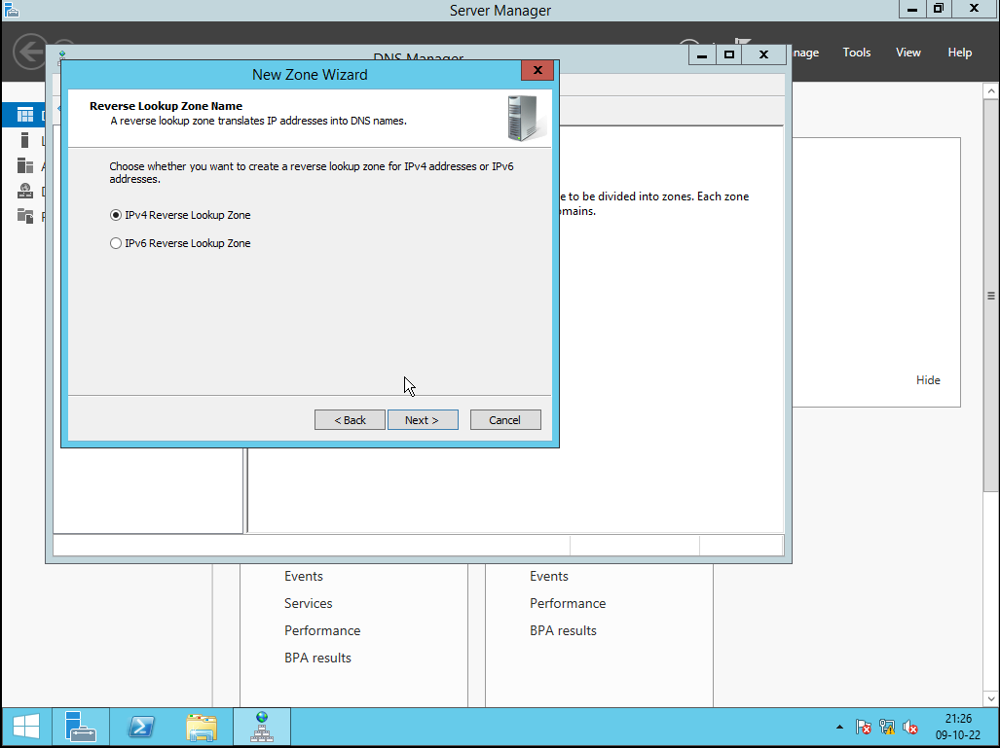 Server Manager
nage
Tools
View
Help
DNS Manager
New Zone Wizard
Reverse Lookup Zone Name
A reverse lookup zone translates IP addresses into DNS names.
Choose whether you want to create a reverse lookup zone for IPv4 addresses or IPv6
addresses.
IPv4 Reverse Lookup Zone
IPv6 Reverse Lookup Zone
< Back
Next >
Cancel
e to be divided into zones. Each zone
mains.
Hide
Events
Services
Performance
BPA results
Events
Performance
BPA results
21:26
09-10-22